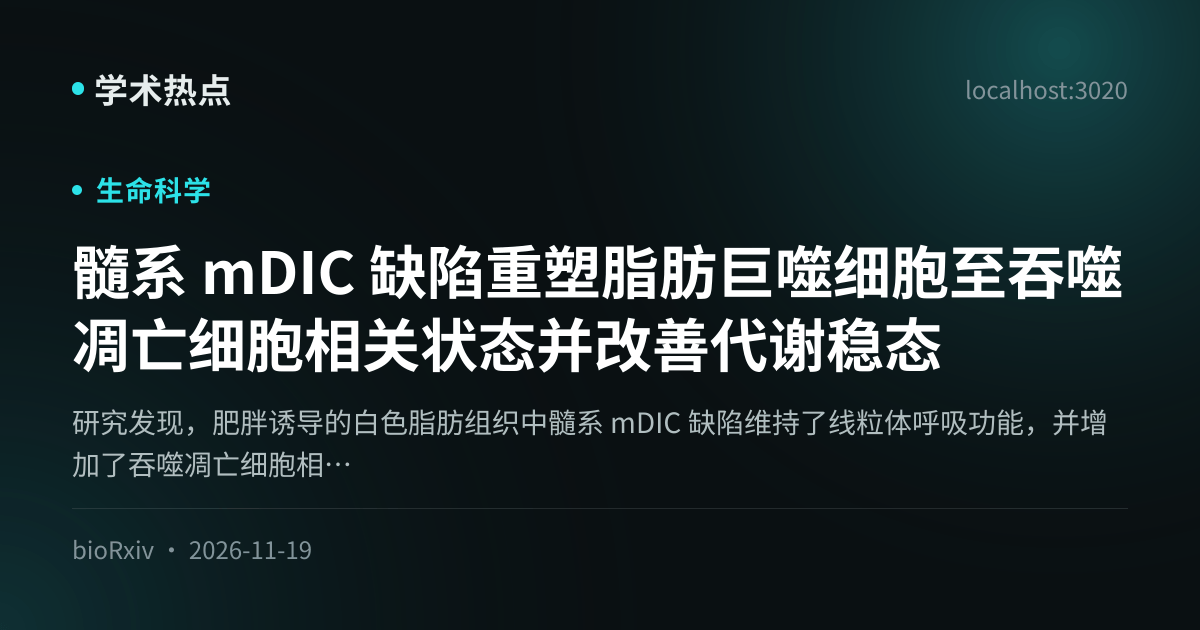 学术热点
localhost:3020
生命科学
髓系 mDIC 缺陷重塑脂肪巨噬细胞至吞噬
凋亡细胞相关状态并改善代谢稳态
研究发现，肥胖诱导的白色脂肪组织中髓系 mDIC 缺陷维持了线粒体呼吸功能，并增
加了吞噬凋亡细胞相…
bioRxiv • 2026-11-19